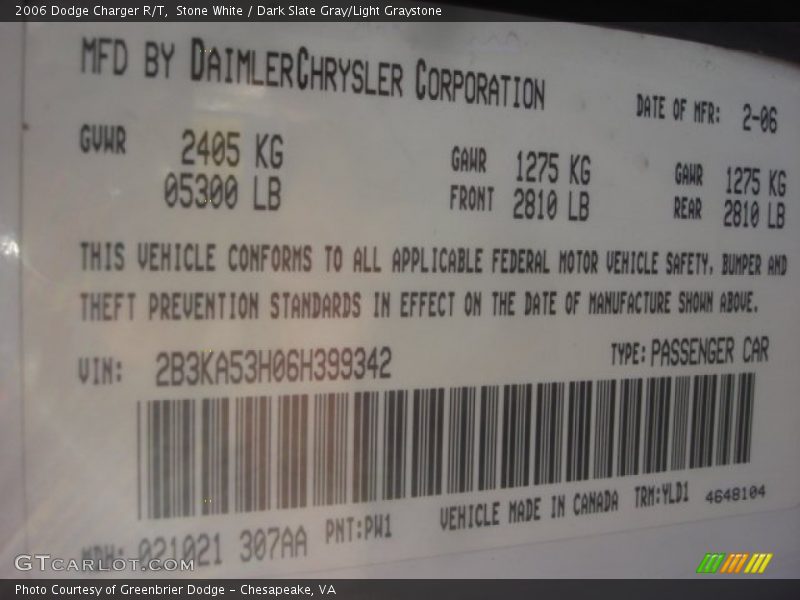 2006 Dodge Charger R/T, Stone White / Dark Slate Gray/Light Graystone
MFD BY DAIMLERCHRYSLER CORPORATION
DATE OF MFR: 2-06
GVWR 2405 KG GAWR 1275 KG GAWR 1275 KG
05300 LB FRONT 2810 LB REAR 2810 LB
THIS VEHICLE CONFORMS TO ALL APPLICABLE FEDERAL MOTOR VEHICLE SAFETY, BUMPER AND
THEFT PREVENTION STANDARDS IN EFFECT ON THE DATE OF MANUFACTURE SHOWN ABOVE.
VIN: 2B3KA53H06H399342 TYPE: PASSENGER CAR
MDH: 021021 307AA PNT:PW1 VEHICLE MADE IN CANADA TRM:YLD1 4648104
GTCARLOT.COM
Photo Courtesy of Greenbrier Dodge - Chesapeake, VA